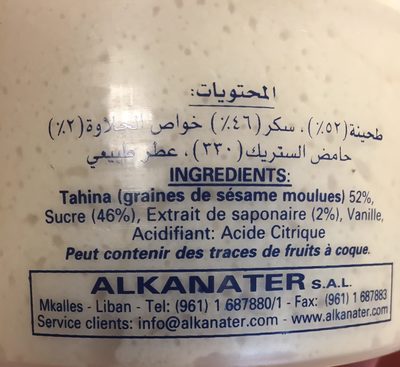 المحتويات:
طحينة(٥٢٪)، سكر(٤٦٪) خواص الحلاوة(٢٪)
حامض الستريك(٣٣٠)، عطر طبيعي
INGREDIENTS:
Tahina (graines de sésame moulues) 52%,
Sucre (46%), Extrait de saponaire (2%), Vanille,
Acidifiant: Acide Citrique
Peut contenir des traces de fruits à coque.
ALKANATER S.A.L.
Mkalles - Liban - Tel: (961) 1 687880/1 - Fax: (961) 1 687883
Service clients: info@alkanater.com - www.alkanater.com